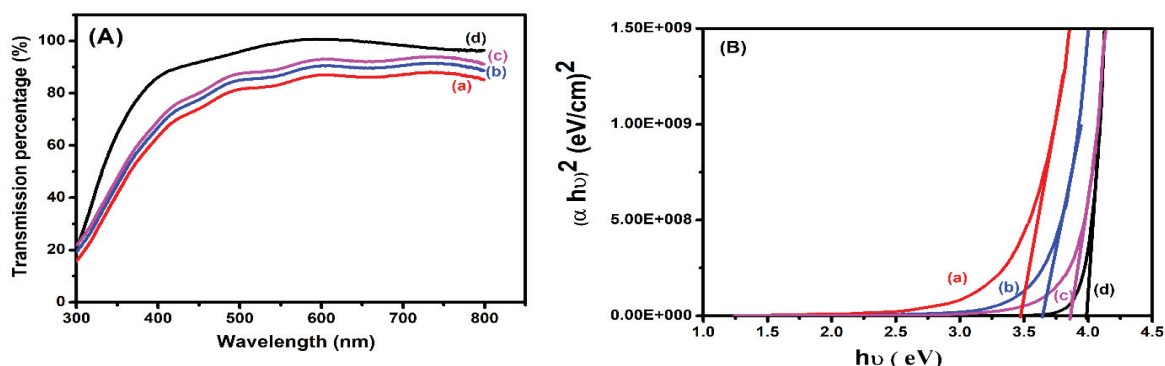 (A)
Transmission percentage (%)
100
80
60
40
20
0
300
400
500
600
700
800
Wavelength (nm)
(d)
(c)
(b)
(a)
(B)
(α hυ)² (eV/cm)²
1.50E+009
1.00E+009
5.00E+008
0.00E+000
1.0
1.5
2.0
2.5
3.0
3.5
4.0
4.5
hυ ( eV)
(a)
(b)
(c)
(d)